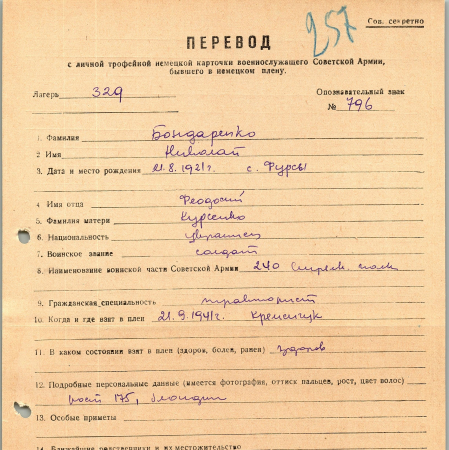 257
Сов. секретно
ПЕРЕВОД
с личной трофейной немецкой карточки военнослужащего Советской Армии,
бывшего в немецком плену.
Лагерь 329
Опознавательный знак
№ 796
1. Фамилия Бондаренко
2 Имя Николай
3. Дата и место рождения 21.8.1921г. с. Фурсы
4 Имя отца Феодосий
5. Фамилия матери Курсенко
6. Национальность украинец
7. Воинское звание солдат
8. Наименование воинской части Советской Армии 240 стрелк. полк
9. Гражданская специальность тракторист
10. Когда и где взят в плен 21.9.1941г. Кременчуг
11. В каком состоянии взят в плен (здоров, болен, ранен) здоров
12. Подробные персональные данные (имеется фотография, оттиск пальцев, рост, цвет волос)
рост 175, блондин
13. Особые приметы
14. Ближайшие родственники и их местожительство